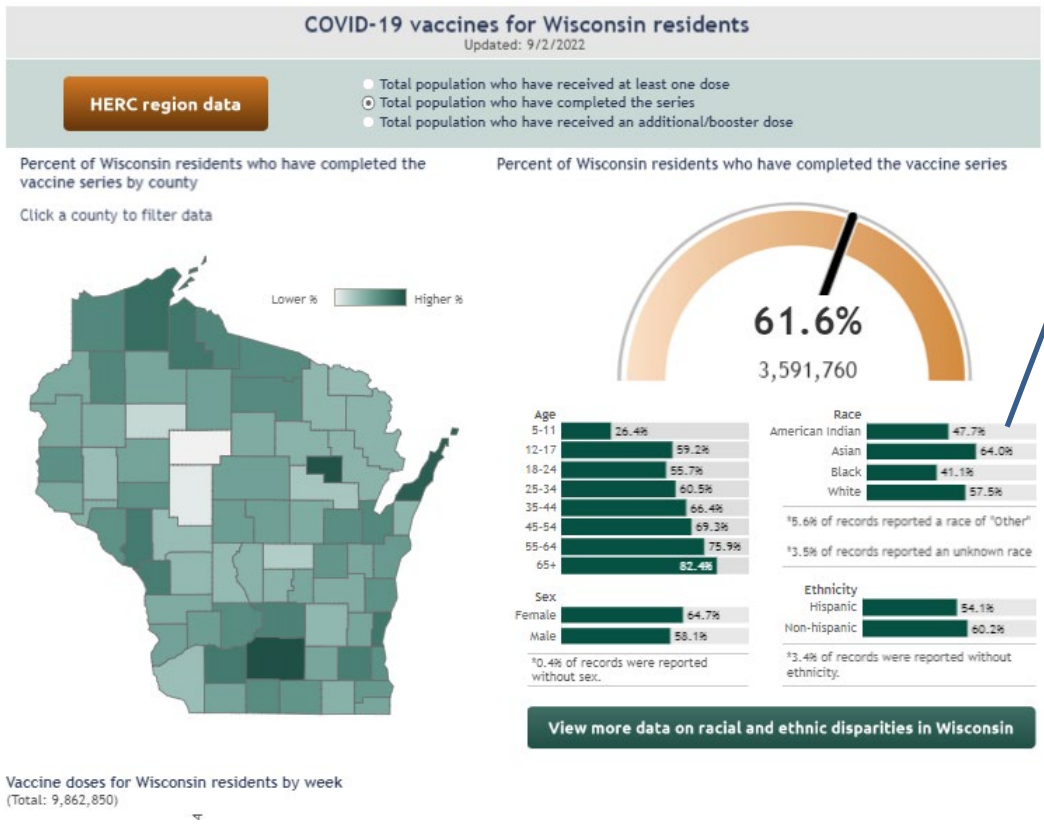 COVID-19 vaccines for Wisconsin residents
Updated: 9/2/2022
HERC region data
Total population who have received at least one dose
Total population who have completed the series
Total population who have received an additional/booster dose
Percent of Wisconsin residents who have completed the
vaccine series by county
Click a county to filter data
Lower %
Higher %
Percent of Wisconsin residents who have completed the vaccine series
61.6%
3,591,760
Age
5-11 26.4%
12-17 59.2%
18-24 55.7%
25-34 60.5%
35-44 66.4%
45-54 69.3%
55-64 75.9%
65+ 82.4%
Sex
Female 64.7%
Male 58.1%
*0.4% of records were reported
without sex.
Race
American Indian 47.7%
Asian 64.0%
Black 41.1%
White 57.5%
*5.6% of records reported a race of "Other"
*3.5% of records reported an unknown race
Ethnicity
Hispanic 54.1%
Non-hispanic 60.2%
*3.4% of records were reported without
ethnicity.
View more data on racial and ethnic disparities in Wisconsin
Vaccine doses for Wisconsin residents by week
(Total: 9,862,850)